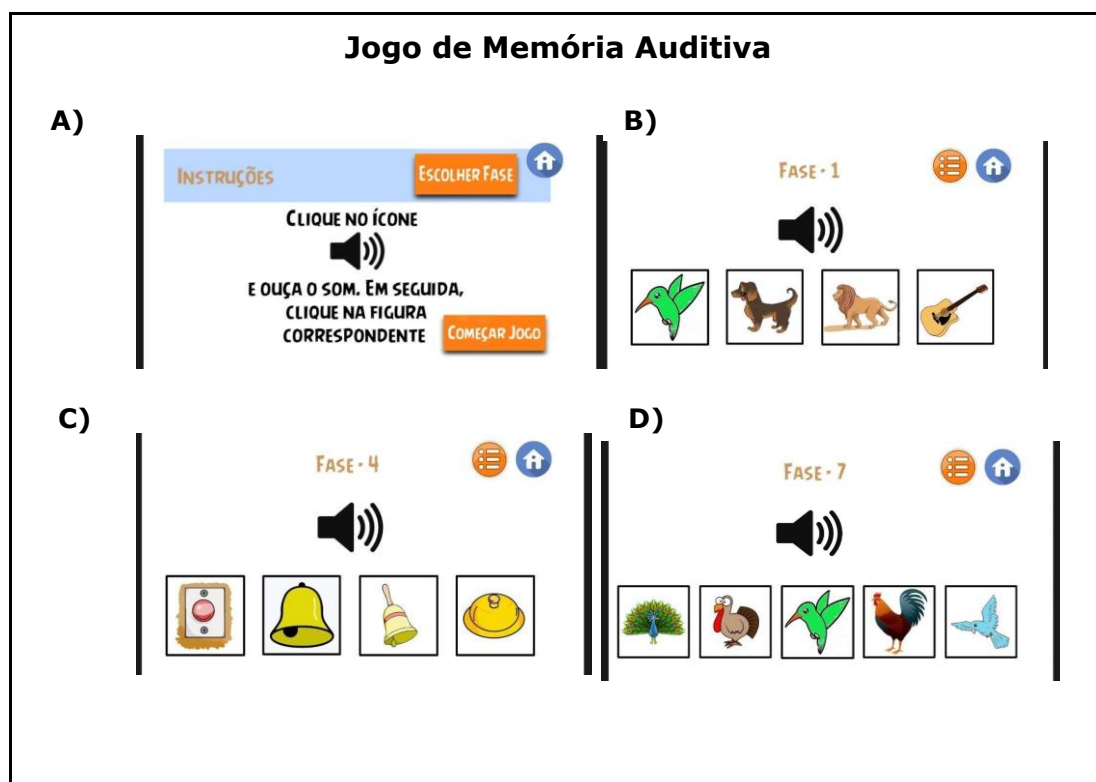 Jogo de Memória Auditiva
A)
INSTRUÇÕES
ESCOLHER FASE
CLIQUE NO ÍCONE
E OUÇA O SOM. EM SEGUIDA,
CLIQUE NA FIGURA
CORRESPONDENTE
COMEÇAR JOGO
B)
FASE - 1
C)
FASE - 4
D)
FASE - 7